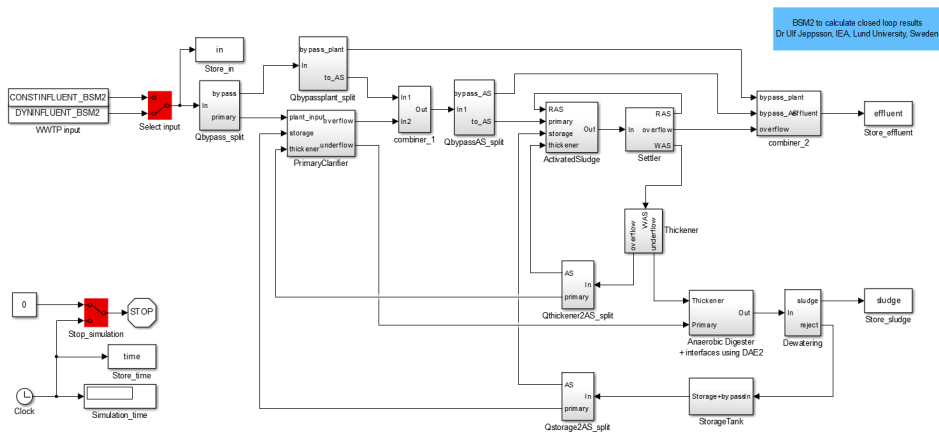 BSM2 to calculate closed loop results
Dr Ulf Jeppsson, IEA, Lund University, Sweden
in
Store_in
CONSTINFLUENT_BSM2
DYNINFLUENT_BSM2
WWTP input
Select input
In
bypass
primary
Qbypass_split
In
bypass_plant
to_AS
Qbypassplant_split
plant_input
storage
thickener
overflow
underflow
PrimaryClarifier
In1
In2
Out
combiner_1
In1
bypass_AS
to_AS
QbypassAS_split
RAS
primary
storage
thickener
Out
ActivatedSludge
In
RAS
overflow
WAS
Settler
bypass_plant
bypass_AS
overflow
effluent
combiner_2
effluent
Store_effluent
WAS
overflow
underflow
Thickener
AS
In
primary
Qthickener2AS_split
Thickener
Primary
Out
Anaerobic Digester
+ interfaces using DAE2
In
sludge
reject
Dewatering
sludge
Store_sludge
0
Stop_simulation
STOP
time
Store_time
Clock
Simulation_time
AS
In
primary
Qstorage2AS_split
Storage+bypass
In
StorageTank